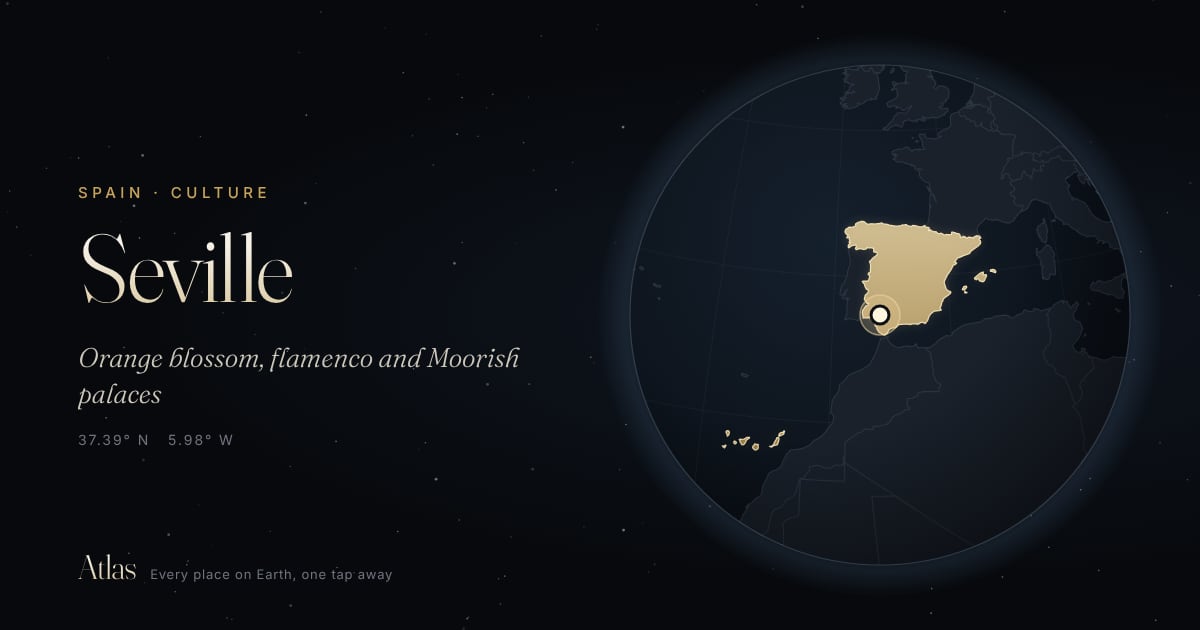 SPAIN · CULTURE
Seville
Orange blossom, flamenco and Moorish
palaces
37.39° N 5.98° W
Atlas Every place on Earth, one tap away